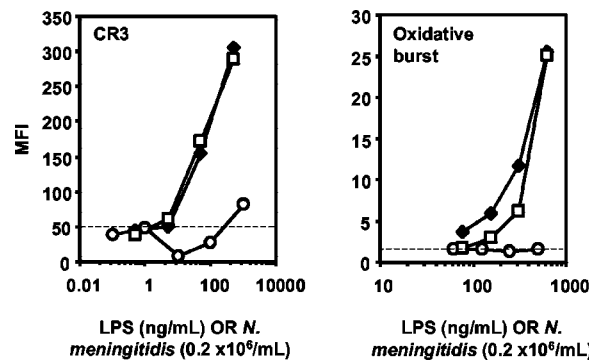 CR3
MFI
350
300
250
200
150
100
50
0
0.01 1 100 10000
LPS (ng/mL) OR N.
meningitidis (0.2 x10⁶/mL)
Oxidative
burst
30
25
20
15
10
5
0
10 100 1000
LPS (ng/mL) OR N.
meningitidis (0.2 x10⁶/mL)